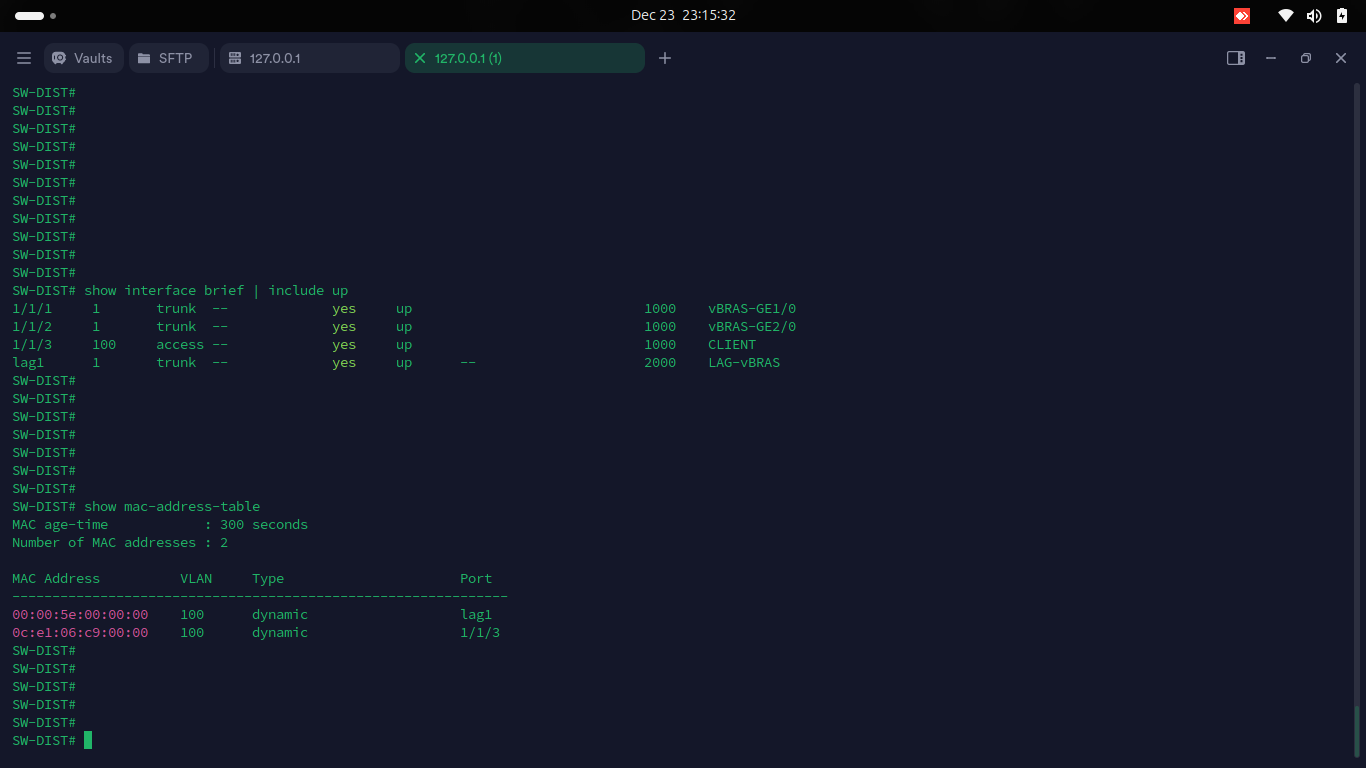 Dec 23 23:15:32
Vaults SFTP 127.0.0.1 127.0.0.1 (1)
SW-DIST#
SW-DIST#
SW-DIST#
SW-DIST#
SW-DIST#
SW-DIST#
SW-DIST#
SW-DIST#
SW-DIST#
SW-DIST#
SW-DIST#
SW-DIST# show interface brief | include up
1/1/1     1       trunk  --             yes     up                             1000    vBRAS-GE1/0
1/1/2     1       trunk  --             yes     up                             1000    vBRAS-GE2/0
1/1/3     100     access --             yes     up                             1000    CLIENT
lag1      1       trunk  --             yes     up      --                     2000    LAG-vBRAS
SW-DIST#
SW-DIST#
SW-DIST#
SW-DIST#
SW-DIST#
SW-DIST#
SW-DIST#
SW-DIST# show mac-address-table
MAC age-time            : 300 seconds
Number of MAC addresses : 2
MAC Address          VLAN     Type                      Port
--------------------------------------------------------------
00:00:5e:00:00:00    100      dynamic                   lag1
0c:e1:06:c9:00:00    100      dynamic                   1/1/3
SW-DIST#
SW-DIST#
SW-DIST#
SW-DIST#
SW-DIST#
SW-DIST#